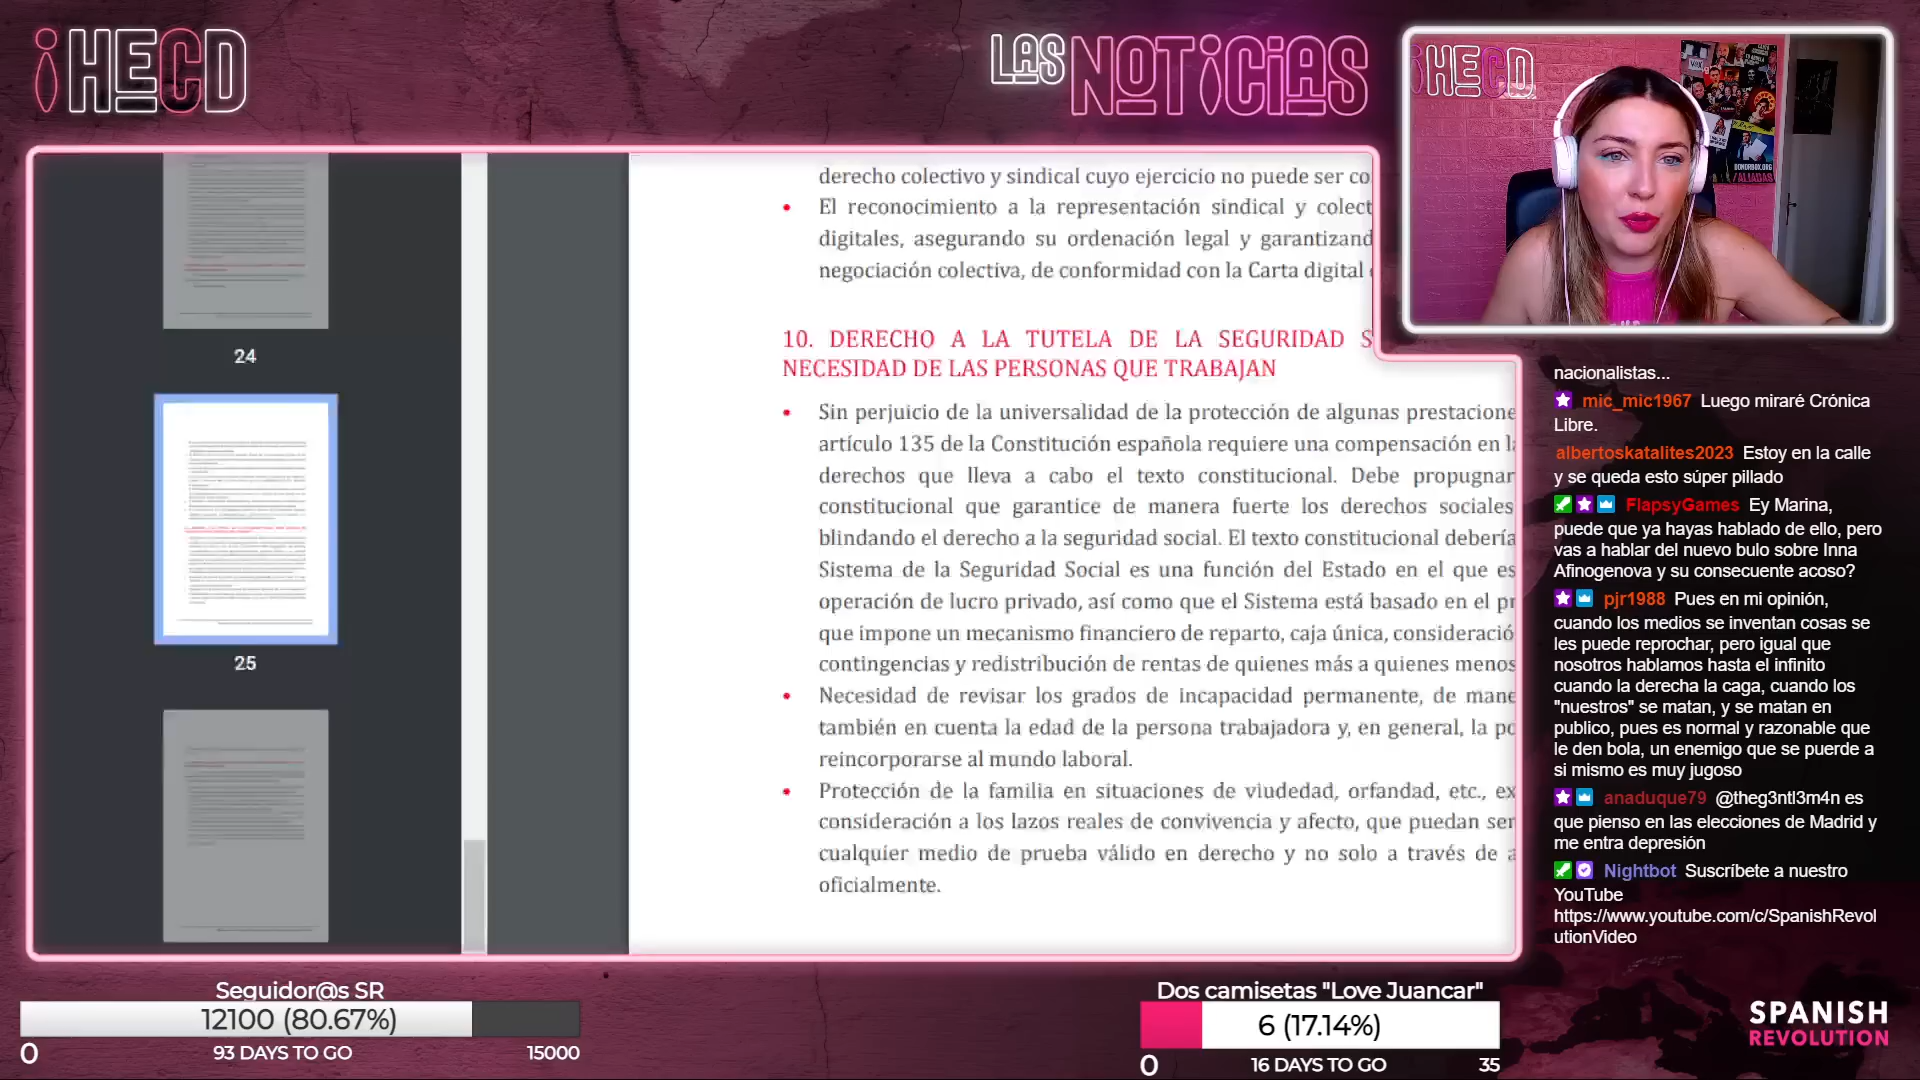 ¡HECD
LAS NOTICIAS
¡HECD
derecho colectivo y sindical cuyo ejercicio no puede ser co
• El reconocimiento a la representación sindical y colect
digitales, asegurando su ordenación legal y garantizand
negociación colectiva, de conformidad con la Carta digital
10. DERECHO A LA TUTELA DE LA SEGURIDAD S
NECESIDAD DE LAS PERSONAS QUE TRABAJAN
• Sin perjuicio de la universalidad de la protección de algunas prestacione
artículo 135 de la Constitución española requiere una compensación en la
derechos que lleva a cabo el texto constitucional. Debe propugnar
constitucional que garantice de manera fuerte los derechos sociales
blindando el derecho a la seguridad social. El texto constitucional debería
Sistema de la Seguridad Social es una función del Estado en el que es
operación de lucro privado, así como que el Sistema está basado en el pr
que impone un mecanismo financiero de reparto, caja única, consideració
contingencias y redistribución de rentas de quienes más a quienes menos
• Necesidad de revisar los grados de incapacidad permanente, de mane
también en cuenta la edad de la persona trabajadora y, en general, la po
reincorporarse al mundo laboral.
• Protección de la familia en situaciones de viudedad, orfandad, etc., ex
consideración a los lazos reales de convivencia y afecto, que puedan ser
cualquier medio de prueba válido en derecho y no solo a través de a
oficialmente.
24
25
nacionalistas...
mic_mic1967 Luego miraré Crónica
Libre.
albertoskatalites2023 Estoy en la calle
y se queda esto súper pillado
FlapsyGames Ey Marina,
puede que ya hayas hablado de ello, pero
vas a hablar del nuevo bulo sobre Inna
Afinogenova y su consecuente acoso?
pjr1988 Pues en mi opinión,
cuando los medios se inventan cosas se
les puede reprochar, pero igual que
nosotros hablamos hasta el infinito
cuando la derecha la caga, cuando los
"nuestros" se matan, y se matan en
publico, pues es normal y razonable que
le den bola, un enemigo que se puerde a
si mismo es muy jugoso
anaduque79 @theg3ntl3m4n es
que pienso en las elecciones de Madrid y
me entra depresión
Nightbot Suscríbete a nuestro
YouTube
https://www.youtube.com/c/SpanishRevol
utionVideo
Seguidor@s SR
12100 (80.67%)
0 93 DAYS TO GO 15000
Dos camisetas "Love Juancar"
6 (17.14%)
0 16 DAYS TO GO 35
SPANISH
REVOLUTION